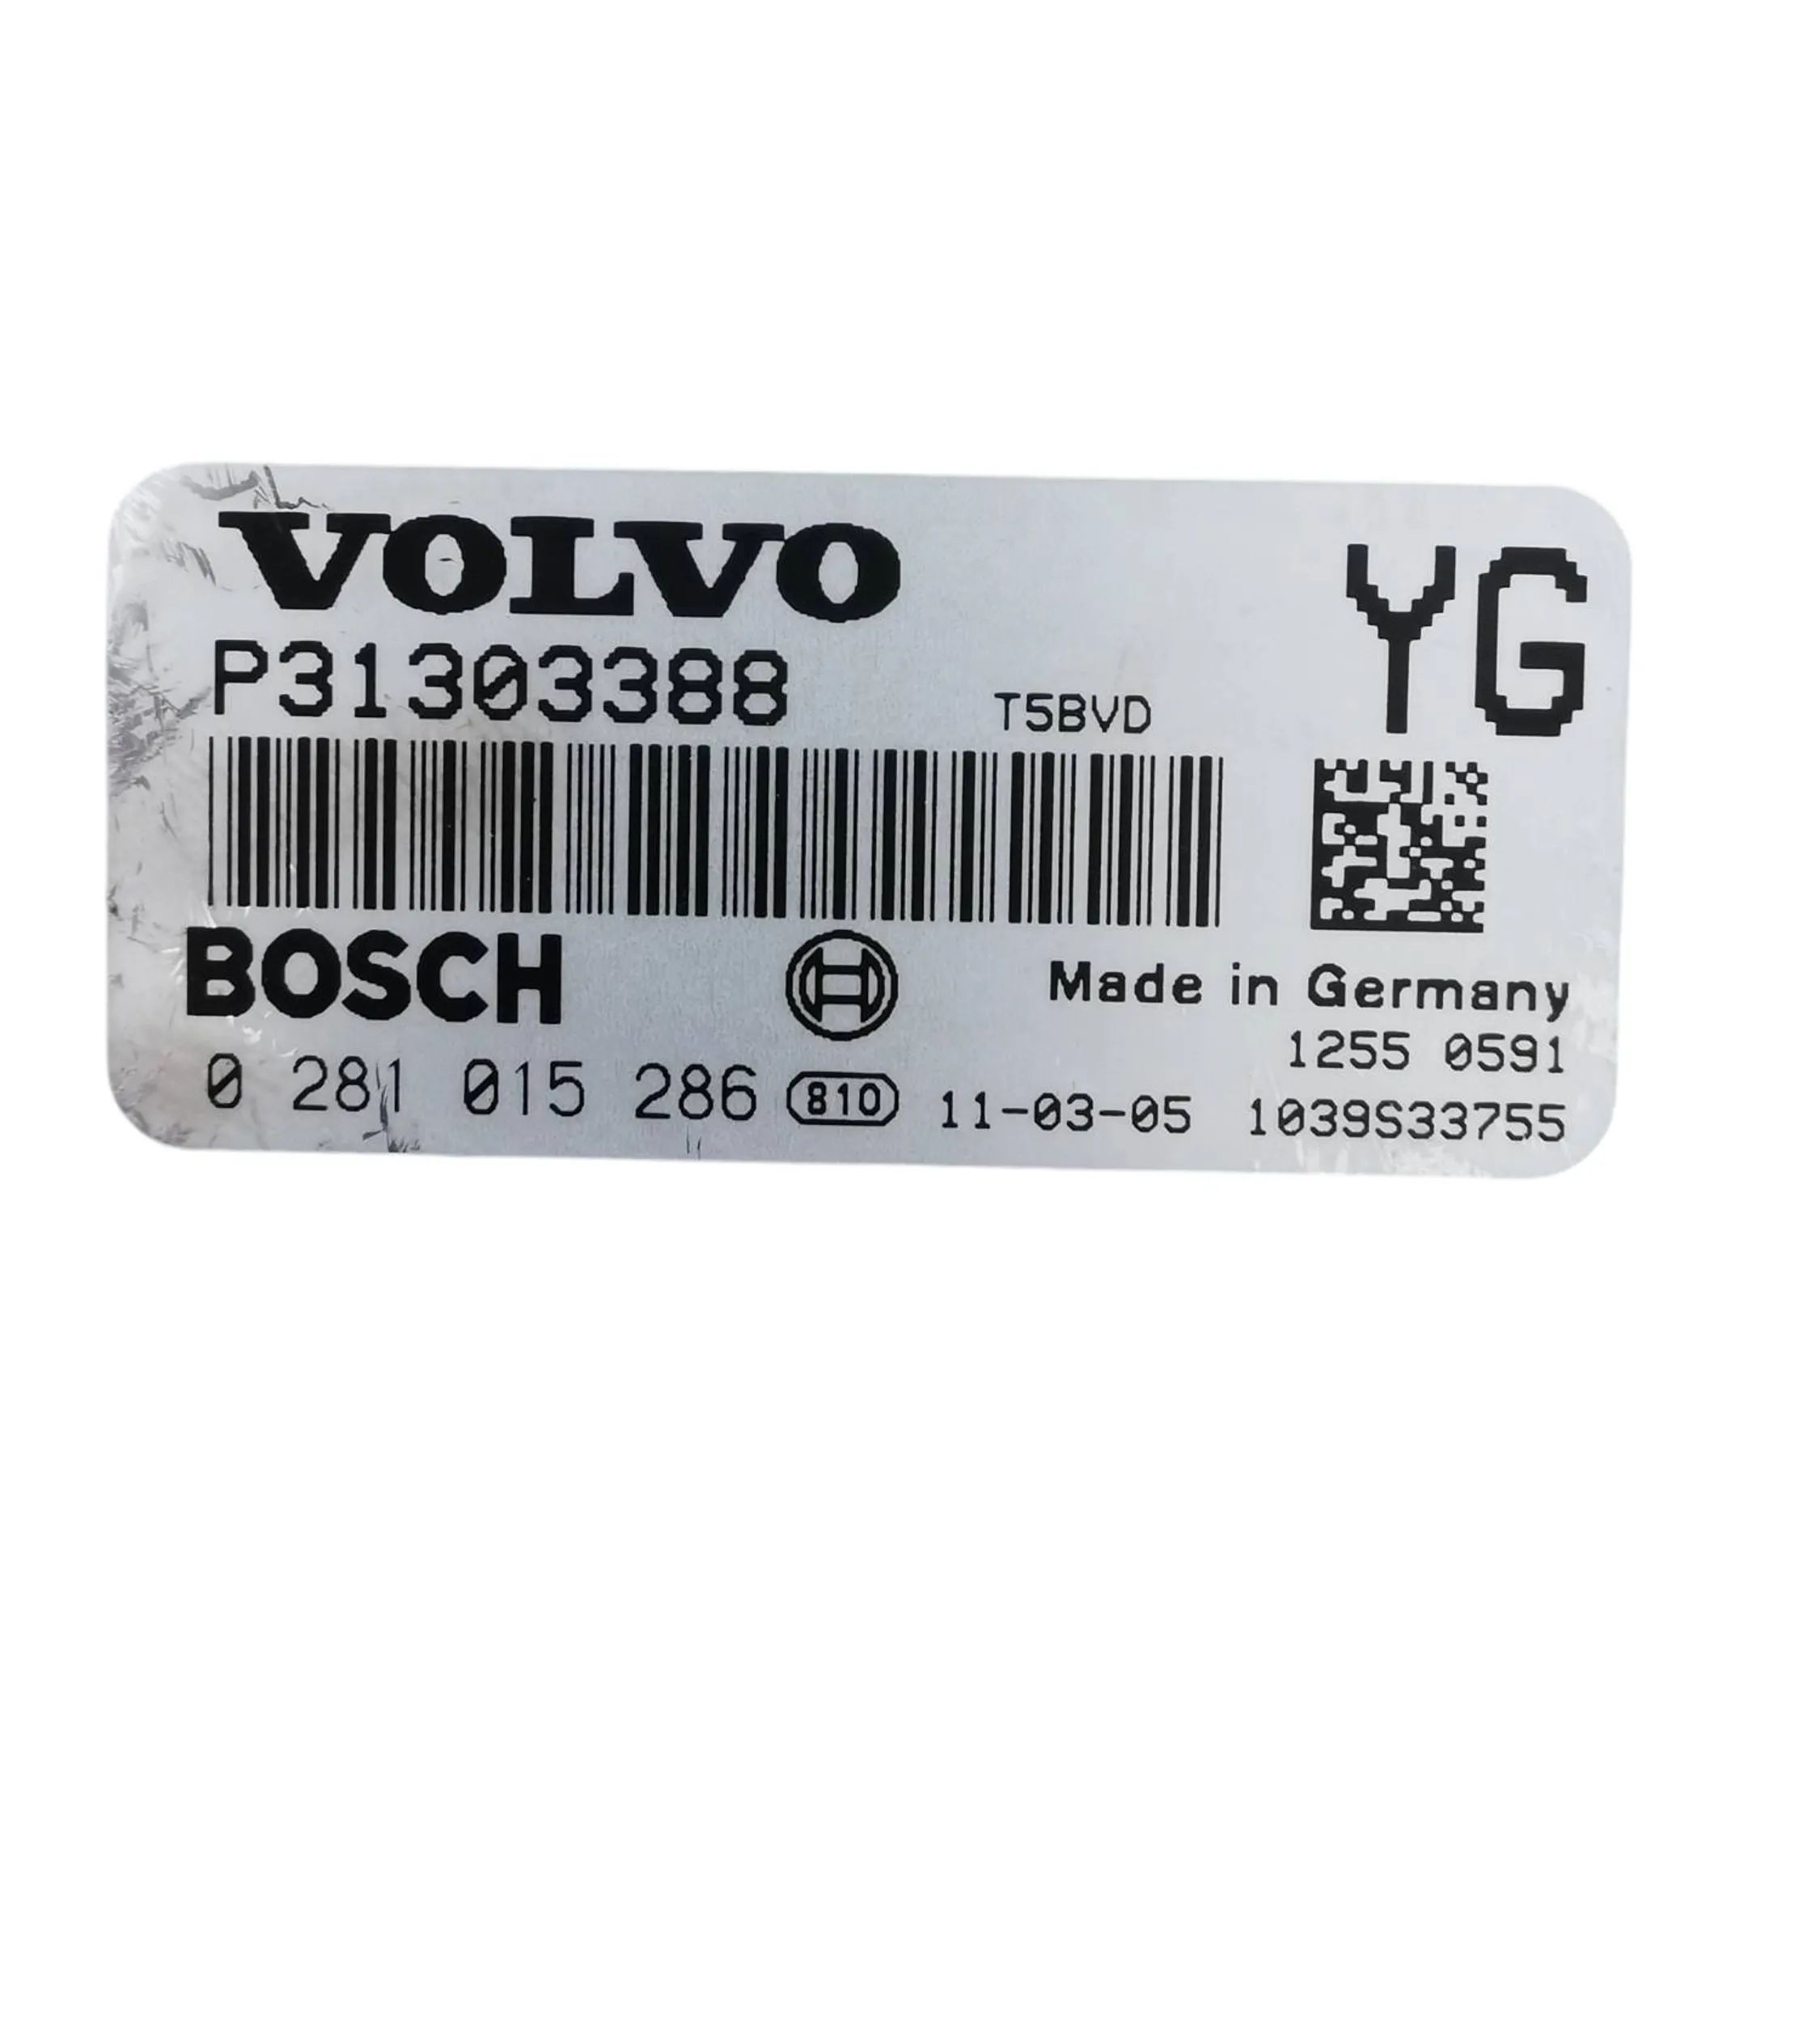 VOLVO
YG
P31303388
T5BVD
BOSCH
Made in Germany
1255 0591
0 281 015 286 810 11-03-05 1039S33755